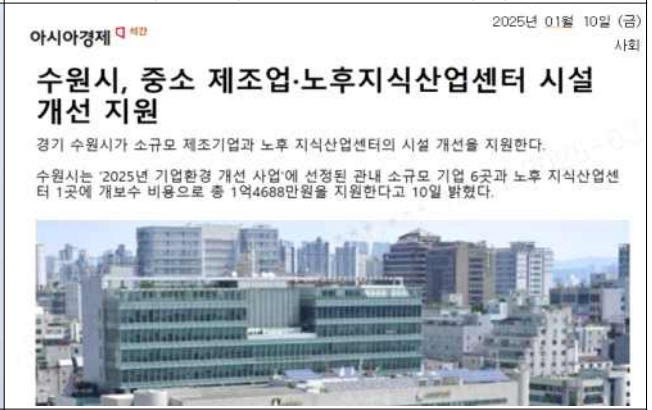 2025년 01월 10일 (금)
아시아경제 석간
사회
수원시, 중소 제조업·노후지식산업센터 시설
개선 지원
경기 수원시가 소규모 제조기업과 노후 지식산업센터의 시설 개선을 지원한다.
수원시는 '2025년 기업환경 개선 사업'에 선정된 관내 소규모 기업 6곳과 노후 지식산업센
터 1곳에 개보수 비용으로 총 1억4688만원을 지원한다고 10일 밝혔다.